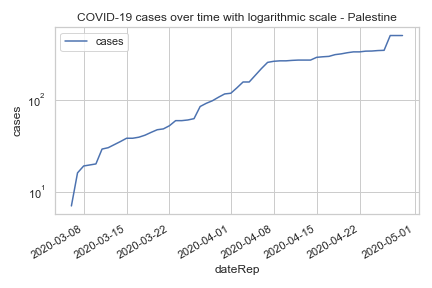 COVID-19 cases over time with logarithmic scale - Palestine
cases
cases
10²
10¹
2020-03-08
2020-03-15
2020-03-22
2020-04-01
2020-04-08
2020-04-15
2020-04-22
2020-05-01
dateRep